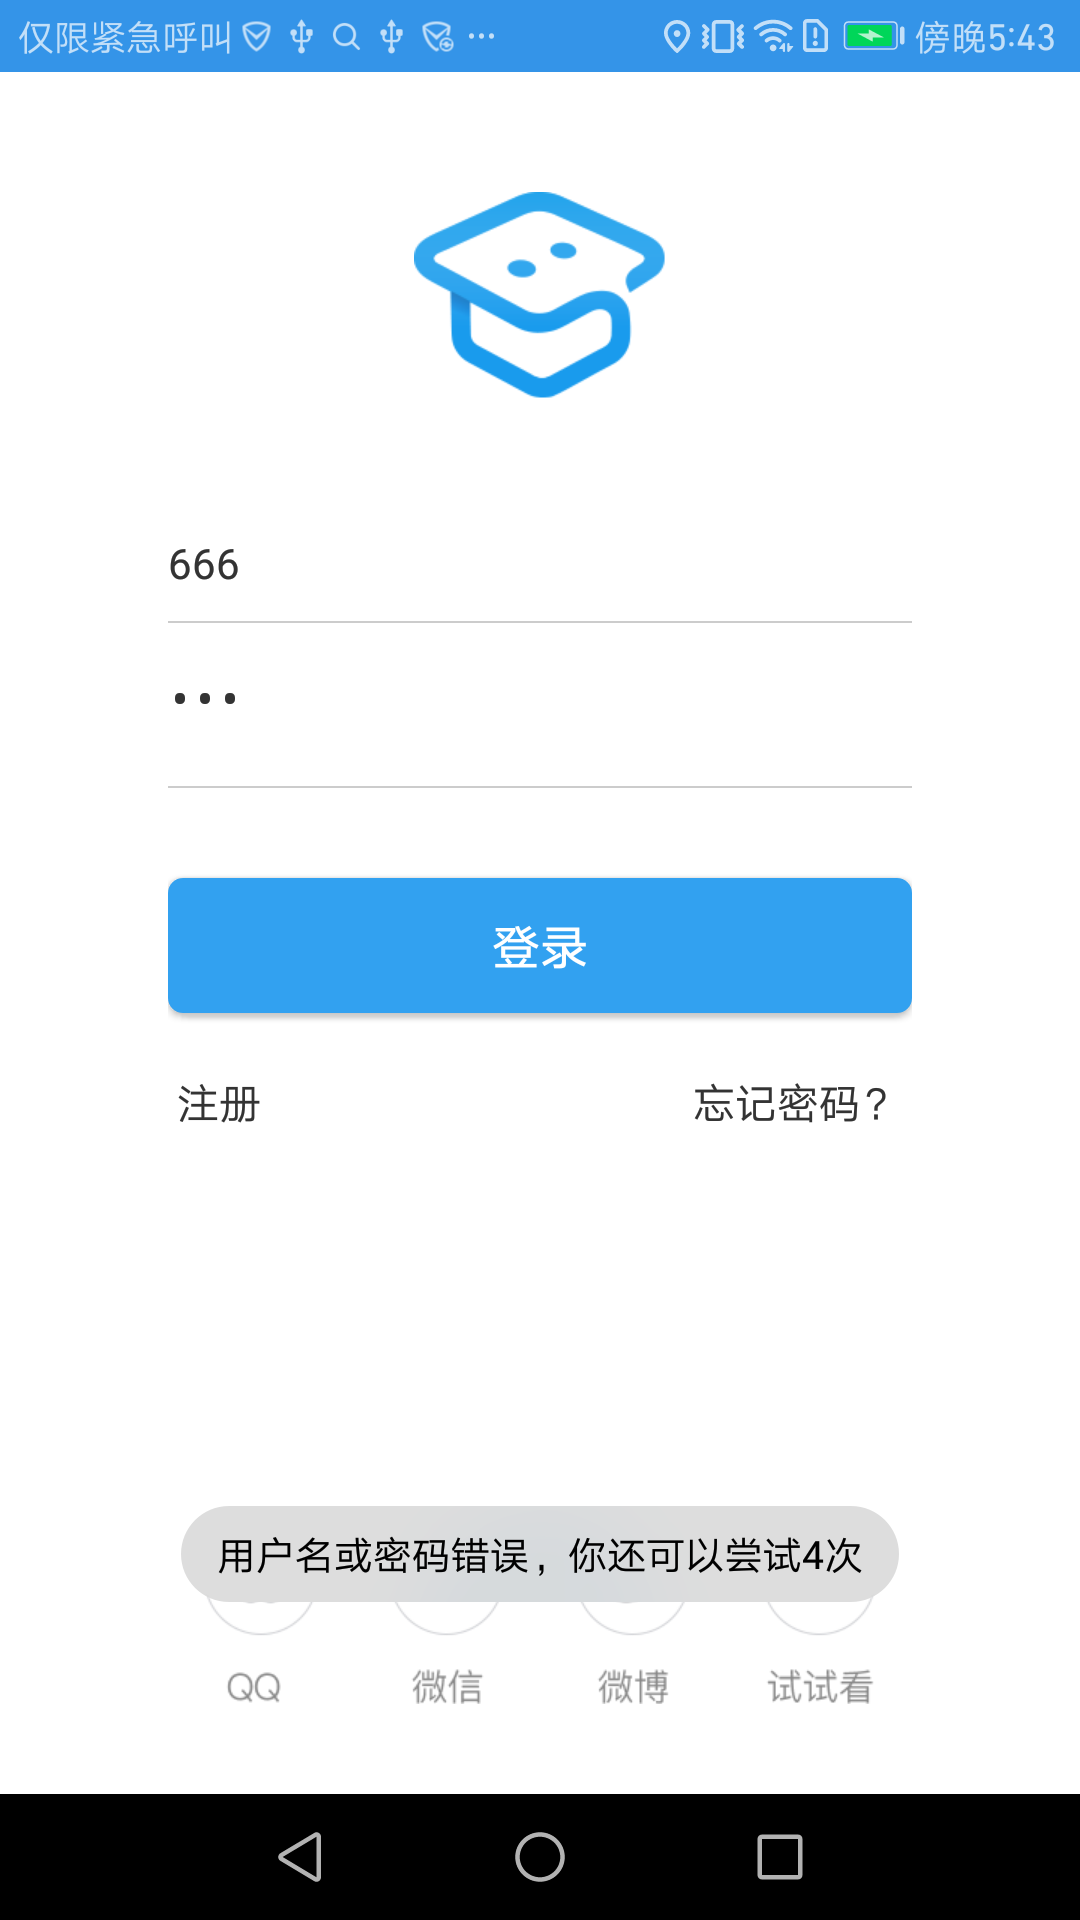 仅限紧急呼叫 傍晚5:43
666
登录
注册 忘记密码?
用户名或密码错误，你还可以尝试4次
QQ 微信 微博 试试看